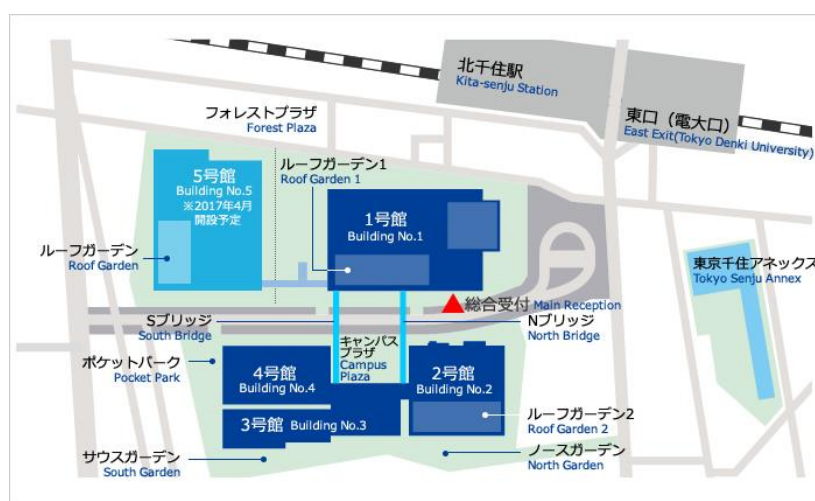 北千住駅
Kita-senju Station
東口（電大口）
East Exit(Tokyo Denki University)
フォレストプラザ
Forest Plaza
5号館
Building No.5
※2017年4月
開設予定
ルーフガーデン1
Roof Garden 1
1号館
Building No.1
ルーフガーデン
Roof Garden
東京千住アネックス
Tokyo Senju Annex
総合受付 Main Reception
Sブリッジ
South Bridge
Nブリッジ
North Bridge
キャンパス
プラザ
Campus
Plaza
ポケットパーク
Pocket Park
4号館
Building No.4
2号館
Building No.2
3号館 Building No.3
ルーフガーデン2
Roof Garden 2
サウスガーデン
South Garden
ノースガーデン
North Garden